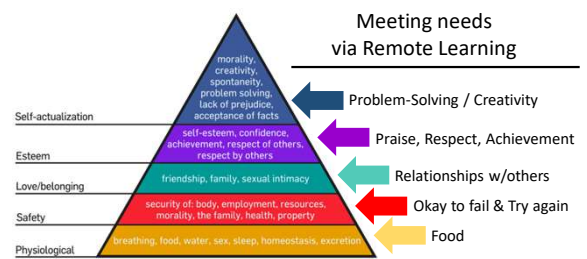 Meeting needs
via Remote Learning
morality,
creativity,
spontaneity,
problem solving,
lack of prejudice,
acceptance of facts
Self-actualization
Problem-Solving / Creativity
self-esteem, confidence,
achievement, respect of others,
respect by others
Esteem
Praise, Respect, Achievement
friendship, family, sexual intimacy
Love/belonging
Relationships w/others
security of: body, employment, resources,
morality, the family, health, property
Safety
Okay to fail & Try again
breathing, food, water, sex, sleep, homeostasis, excretion
Physiological
Food